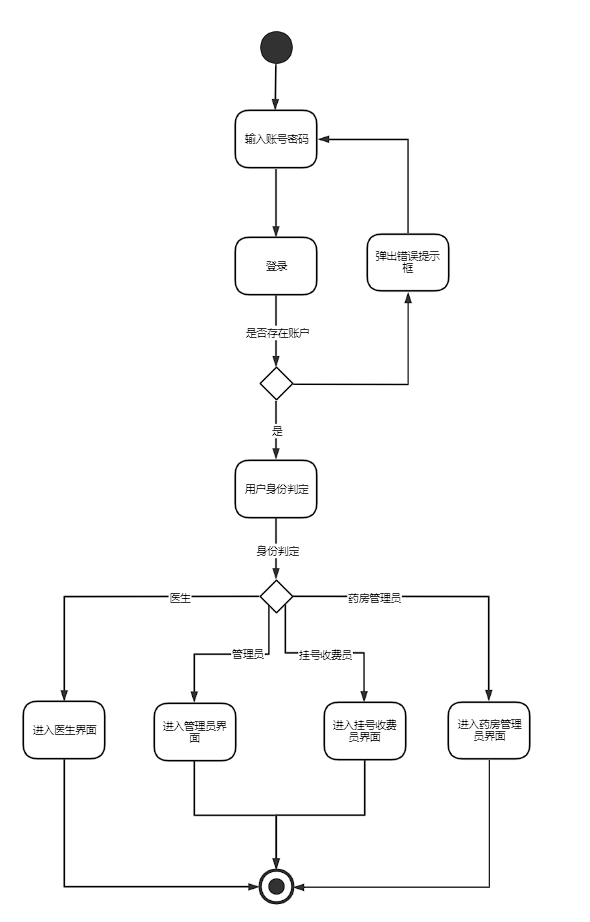 输入账号密码
弹出错误提示
框
登录
是否存在账户
是
用户身份判定
身份判定
医生
药房管理员
管理员
挂号收费员
进入医生界面
进入管理员界
面
进入挂号收费
员界面
进入药房管理
员界面